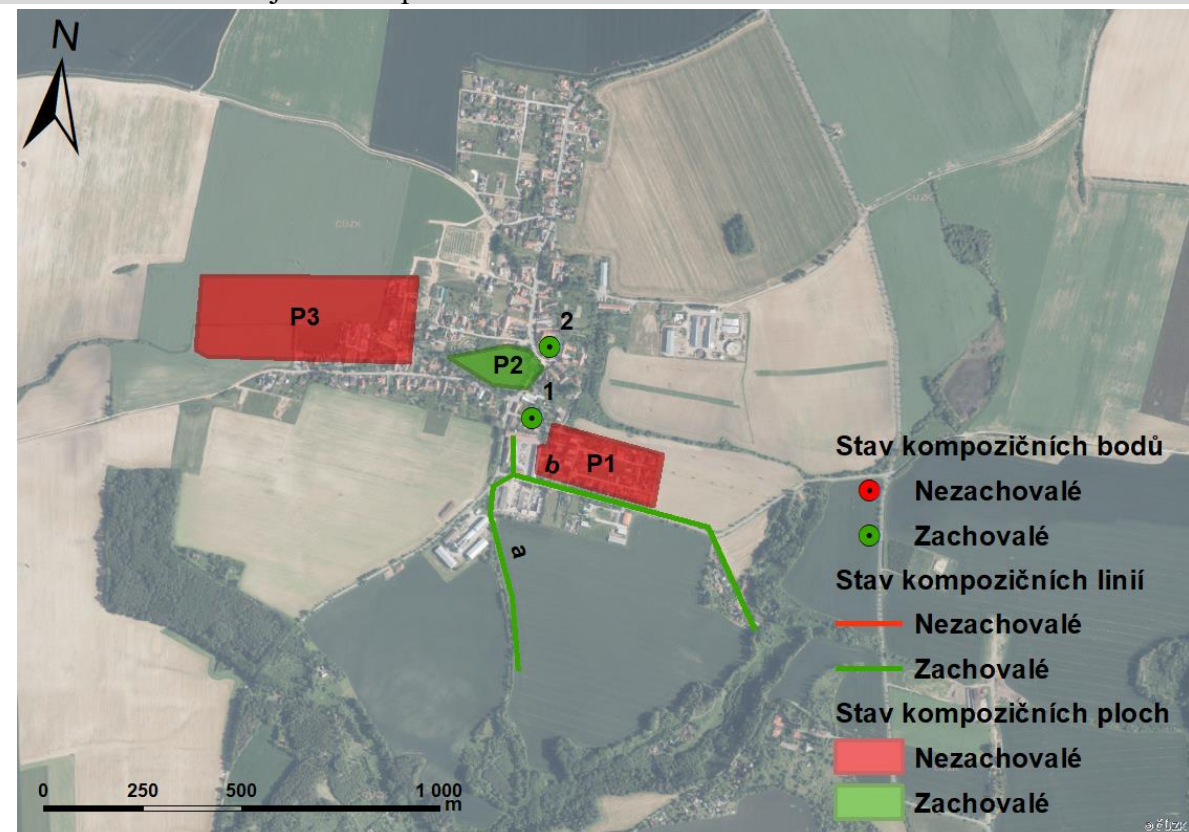 N
P3
2
P2
1
b
P1
a
Stav kompozičních bodů
Nezachovalé
Zachovalé
Stav kompozičních linií
Nezachovalé
Zachovalé
Stav kompozičních ploch
Nezachovalé
Zachovalé
0 250 500 1 000
m